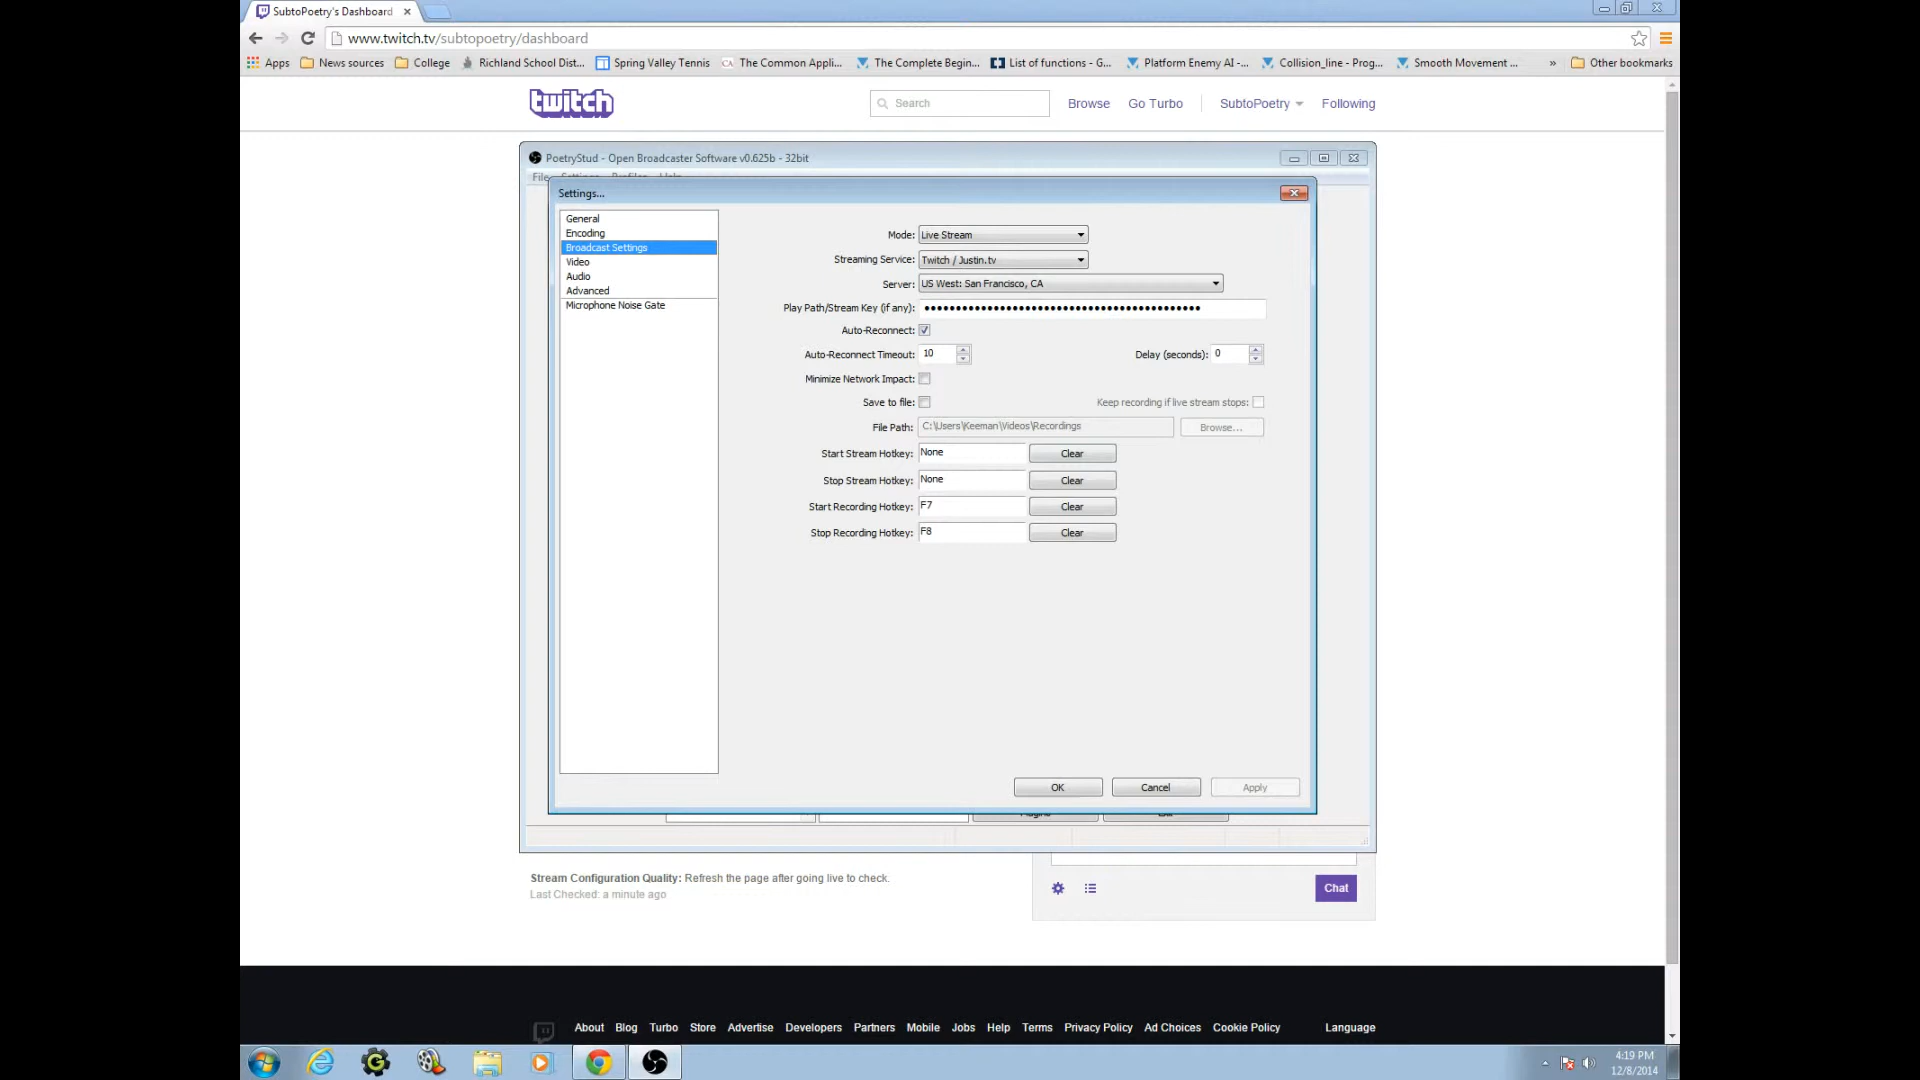 SubtoPoetry's Dashboard
www.twitch.tv/subtopoetry/dashboard
Apps News sources College Richland School Dist... Spring Valley Tennis The Common Appli... The Complete Begin... List of functions - G... Platform Enemy AI -... Collision_line - Prog... Smooth Movement ... » Other bookmarks
twitch Search Browse Go Turbo SubtoPoetry Following
PoetryStud - Open Broadcaster Software v0.625b - 32bit
File Settings Profiles Help
Settings...
General
Encoding
Broadcast Settings
Video
Audio
Advanced
Microphone Noise Gate
Mode: Live Stream
Streaming Service: Twitch / Justin.tv
Server: US West: San Francisco, CA
Play Path/Stream Key (if any):
Auto-Reconnect:
Auto-Reconnect Timeout: 10 Delay (seconds): 0
Minimize Network Impact:
Save to file: Keep recording if live stream stops:
File Path: C:\Users\Keeman\Videos\Recordings Browse...
Start Stream Hotkey: None Clear
Stop Stream Hotkey: None Clear
Start Recording Hotkey: F7 Clear
Stop Recording Hotkey: F8 Clear
OK Cancel Apply
Stream Configuration Quality: Refresh the page after going live to check.
Last Checked: a minute ago
Chat
About Blog Turbo Store Advertise Developers Partners Mobile Jobs Help Terms Privacy Policy Ad Choices Cookie Policy Language
4:19 PM
12/8/2014